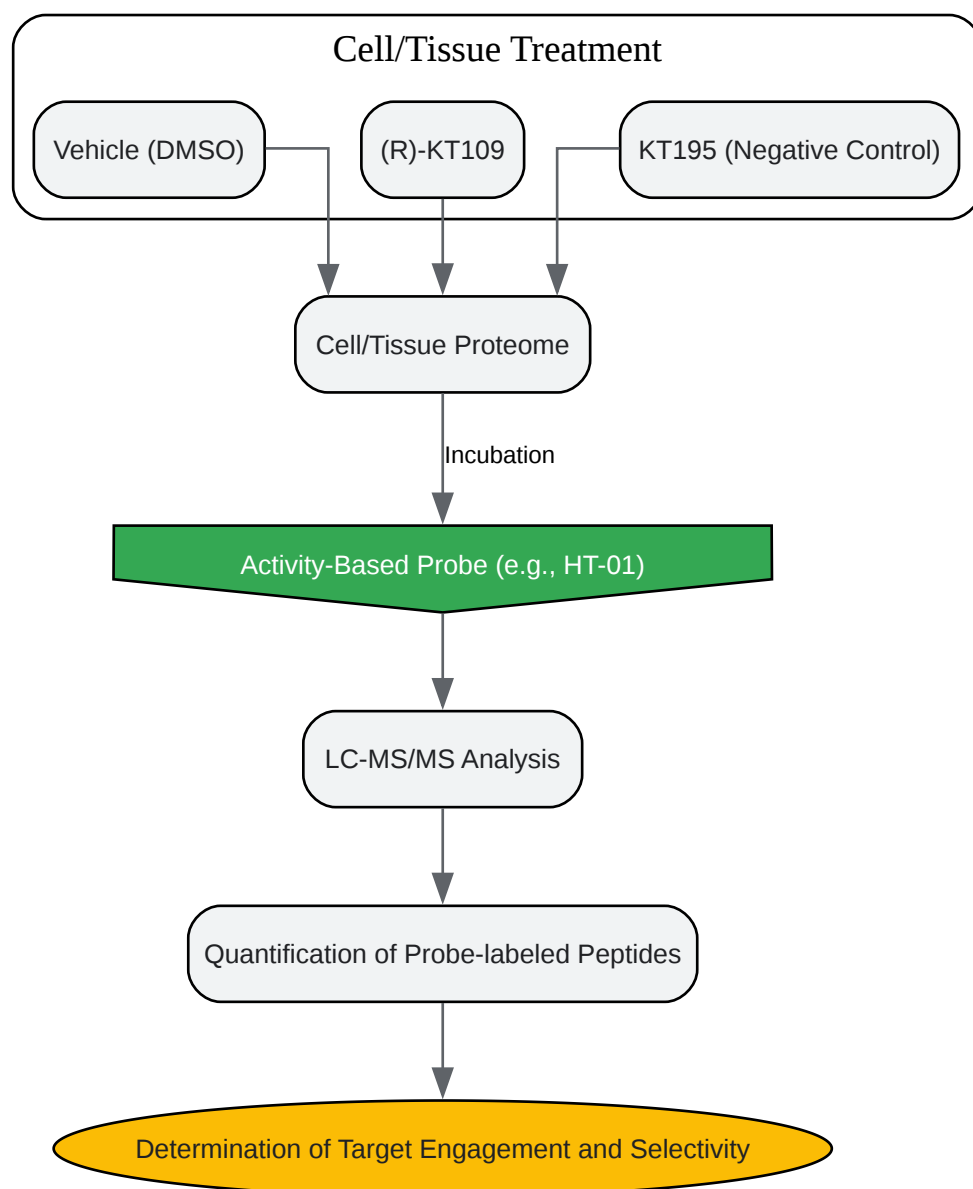 Cell/Tissue Treatment
Vehicle (DMSO)
(R)-KT109
KT195 (Negative Control)
Cell/Tissue Proteome
Incubation
Activity-Based Probe (e.g., HT-01)
LC-MS/MS Analysis
Quantification of Probe-labeled Peptides
Determination of Target Engagement and Selectivity